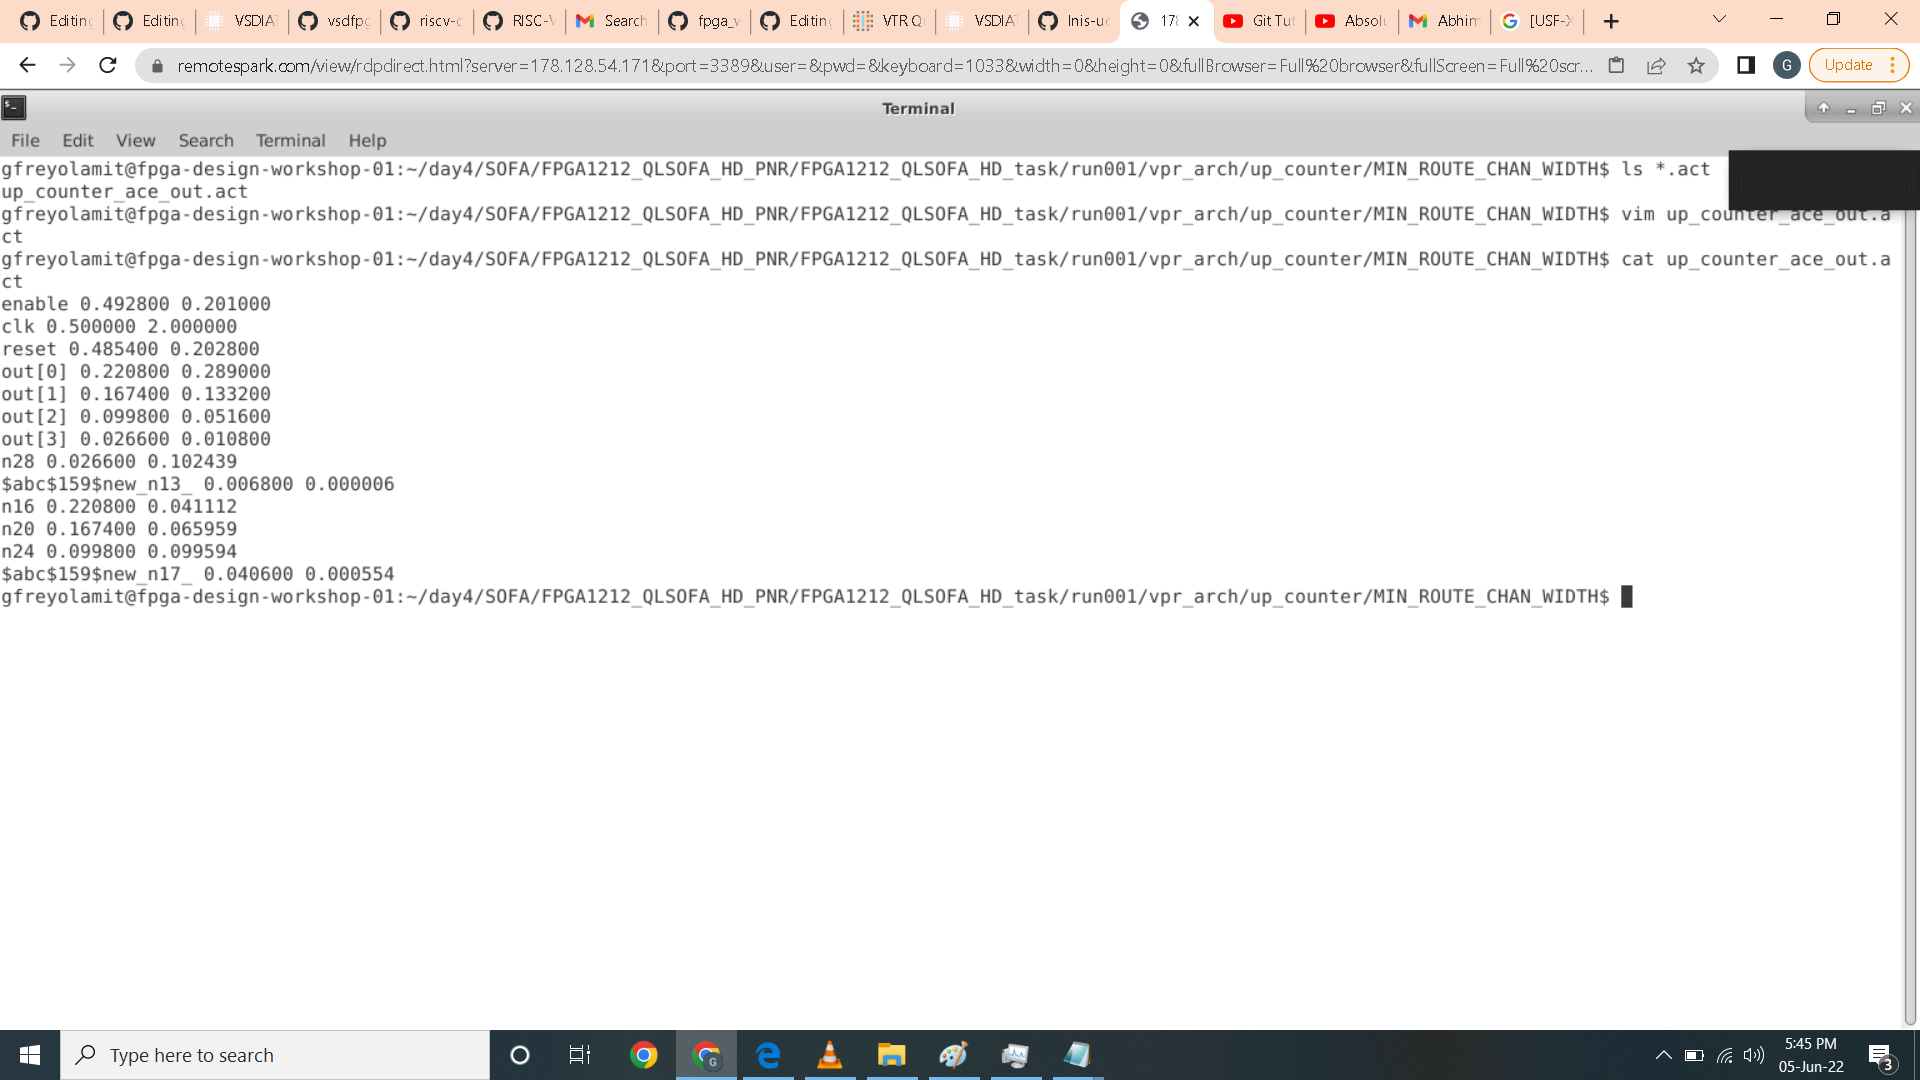 Editing
Editing
VSDIAT
vsdfpg
riscv-c
RISC-V
Search
fpga_v
Editing
VTR Qu
VSDIAT
lnis-uc
178
Git Tut
Absolu
Abhim
[USF-X
remotespark.com/view/rdpdirect.html?server=178.128.54.171&port=3389&user=&pwd=&keyboard=1033&width=0&height=0&fullBrowser=Full%20browser&fullScreen=Full%20scr...
G
Update
Terminal
File Edit View Search Terminal Help
gfreyolamit@fpga-design-workshop-01:~/day4/SOFA/FPGA1212_QLSOFA_HD_PNR/FPGA1212_QLSOFA_HD_task/run001/vpr_arch/up_counter/MIN_ROUTE_CHAN_WIDTH$ ls *.act
up_counter_ace_out.act
gfreyolamit@fpga-design-workshop-01:~/day4/SOFA/FPGA1212_QLSOFA_HD_PNR/FPGA1212_QLSOFA_HD_task/run001/vpr_arch/up_counter/MIN_ROUTE_CHAN_WIDTH$ vim up_counter_ace_out.a
ct
gfreyolamit@fpga-design-workshop-01:~/day4/SOFA/FPGA1212_QLSOFA_HD_PNR/FPGA1212_QLSOFA_HD_task/run001/vpr_arch/up_counter/MIN_ROUTE_CHAN_WIDTH$ cat up_counter_ace_out.a
ct
enable 0.492800 0.201000
clk 0.500000 2.000000
reset 0.485400 0.202800
out[0] 0.220800 0.289000
out[1] 0.167400 0.133200
out[2] 0.099800 0.051600
out[3] 0.026600 0.010800
n28 0.026600 0.102439
$abc$159$new_n13_ 0.006800 0.000006
n16 0.220800 0.041112
n20 0.167400 0.065959
n24 0.099800 0.099594
$abc$159$new_n17_ 0.040600 0.000554
gfreyolamit@fpga-design-workshop-01:~/day4/SOFA/FPGA1212_QLSOFA_HD_PNR/FPGA1212_QLSOFA_HD_task/run001/vpr_arch/up_counter/MIN_ROUTE_CHAN_WIDTH$
Type here to search
G
5:45 PM
05-Jun-22
3